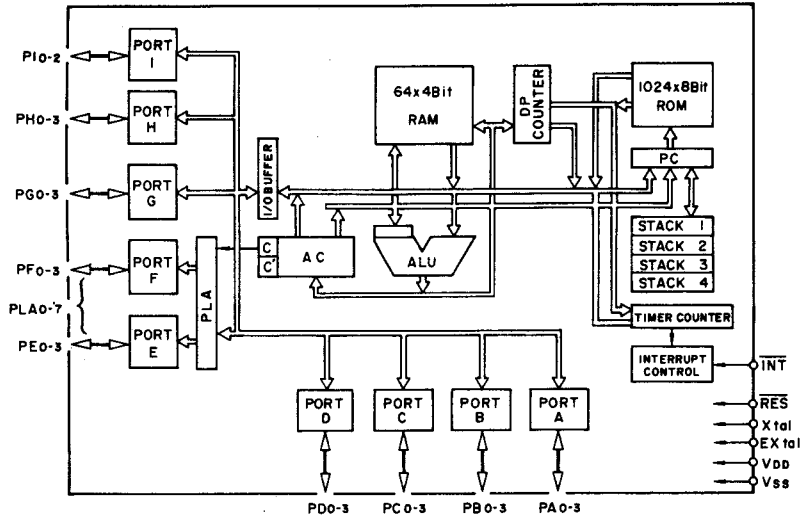 PI0-2
PORT
I
PH0-3
PORT
H
PG0-3
PORT
G
PF0-3
PORT
F
PLA0-7
PE0-3
PORT
E
PLA
I/O BUFFER
C
C'
AC
64x4Bit
RAM
ALU
DP
COUNTER
1024x8Bit
ROM
PC
STACK 1
STACK 2
STACK 3
STACK 4
TIMER COUNTER
INTERRUPT
CONTROL
INT
RES
Xtal
EXtal
VDD
VSS
PORT
D
PORT
C
PORT
B
PORT
A
PD0-3
PC0-3
PB0-3
PA0-3